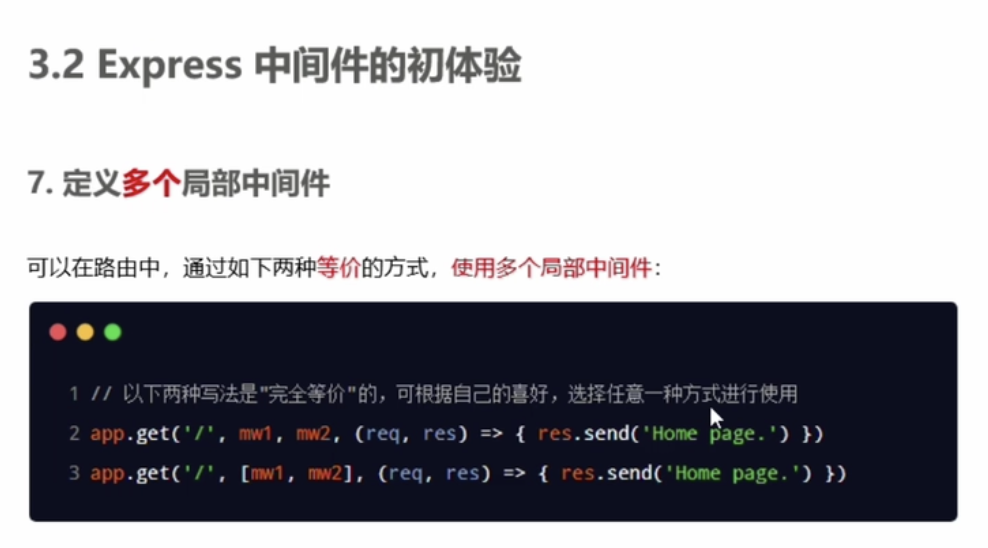 3.2 Express 中间件的初体验
7. 定义多个局部中间件
可以在路由中，通过如下两种等价的方式，使用多个局部中间件：
1 // 以下两种写法是"完全等价"的，可根据自己的喜好，选择任意一种方式进行使用
2 app.get('/', mw1, mw2, (req, res) => { res.send('Home page.') })
3 app.get('/', [mw1, mw2], (req, res) => { res.send('Home page.') })